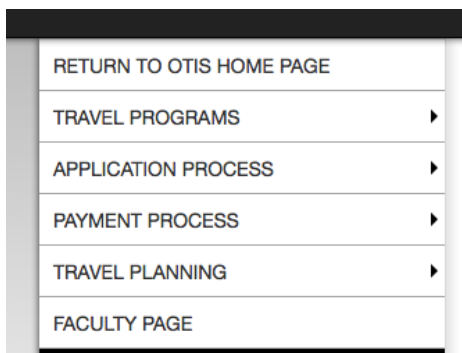 RETURN TO OTIS HOME PAGE
TRAVEL PROGRAMS
APPLICATION PROCESS
PAYMENT PROCESS
TRAVEL PLANNING
FACULTY PAGE